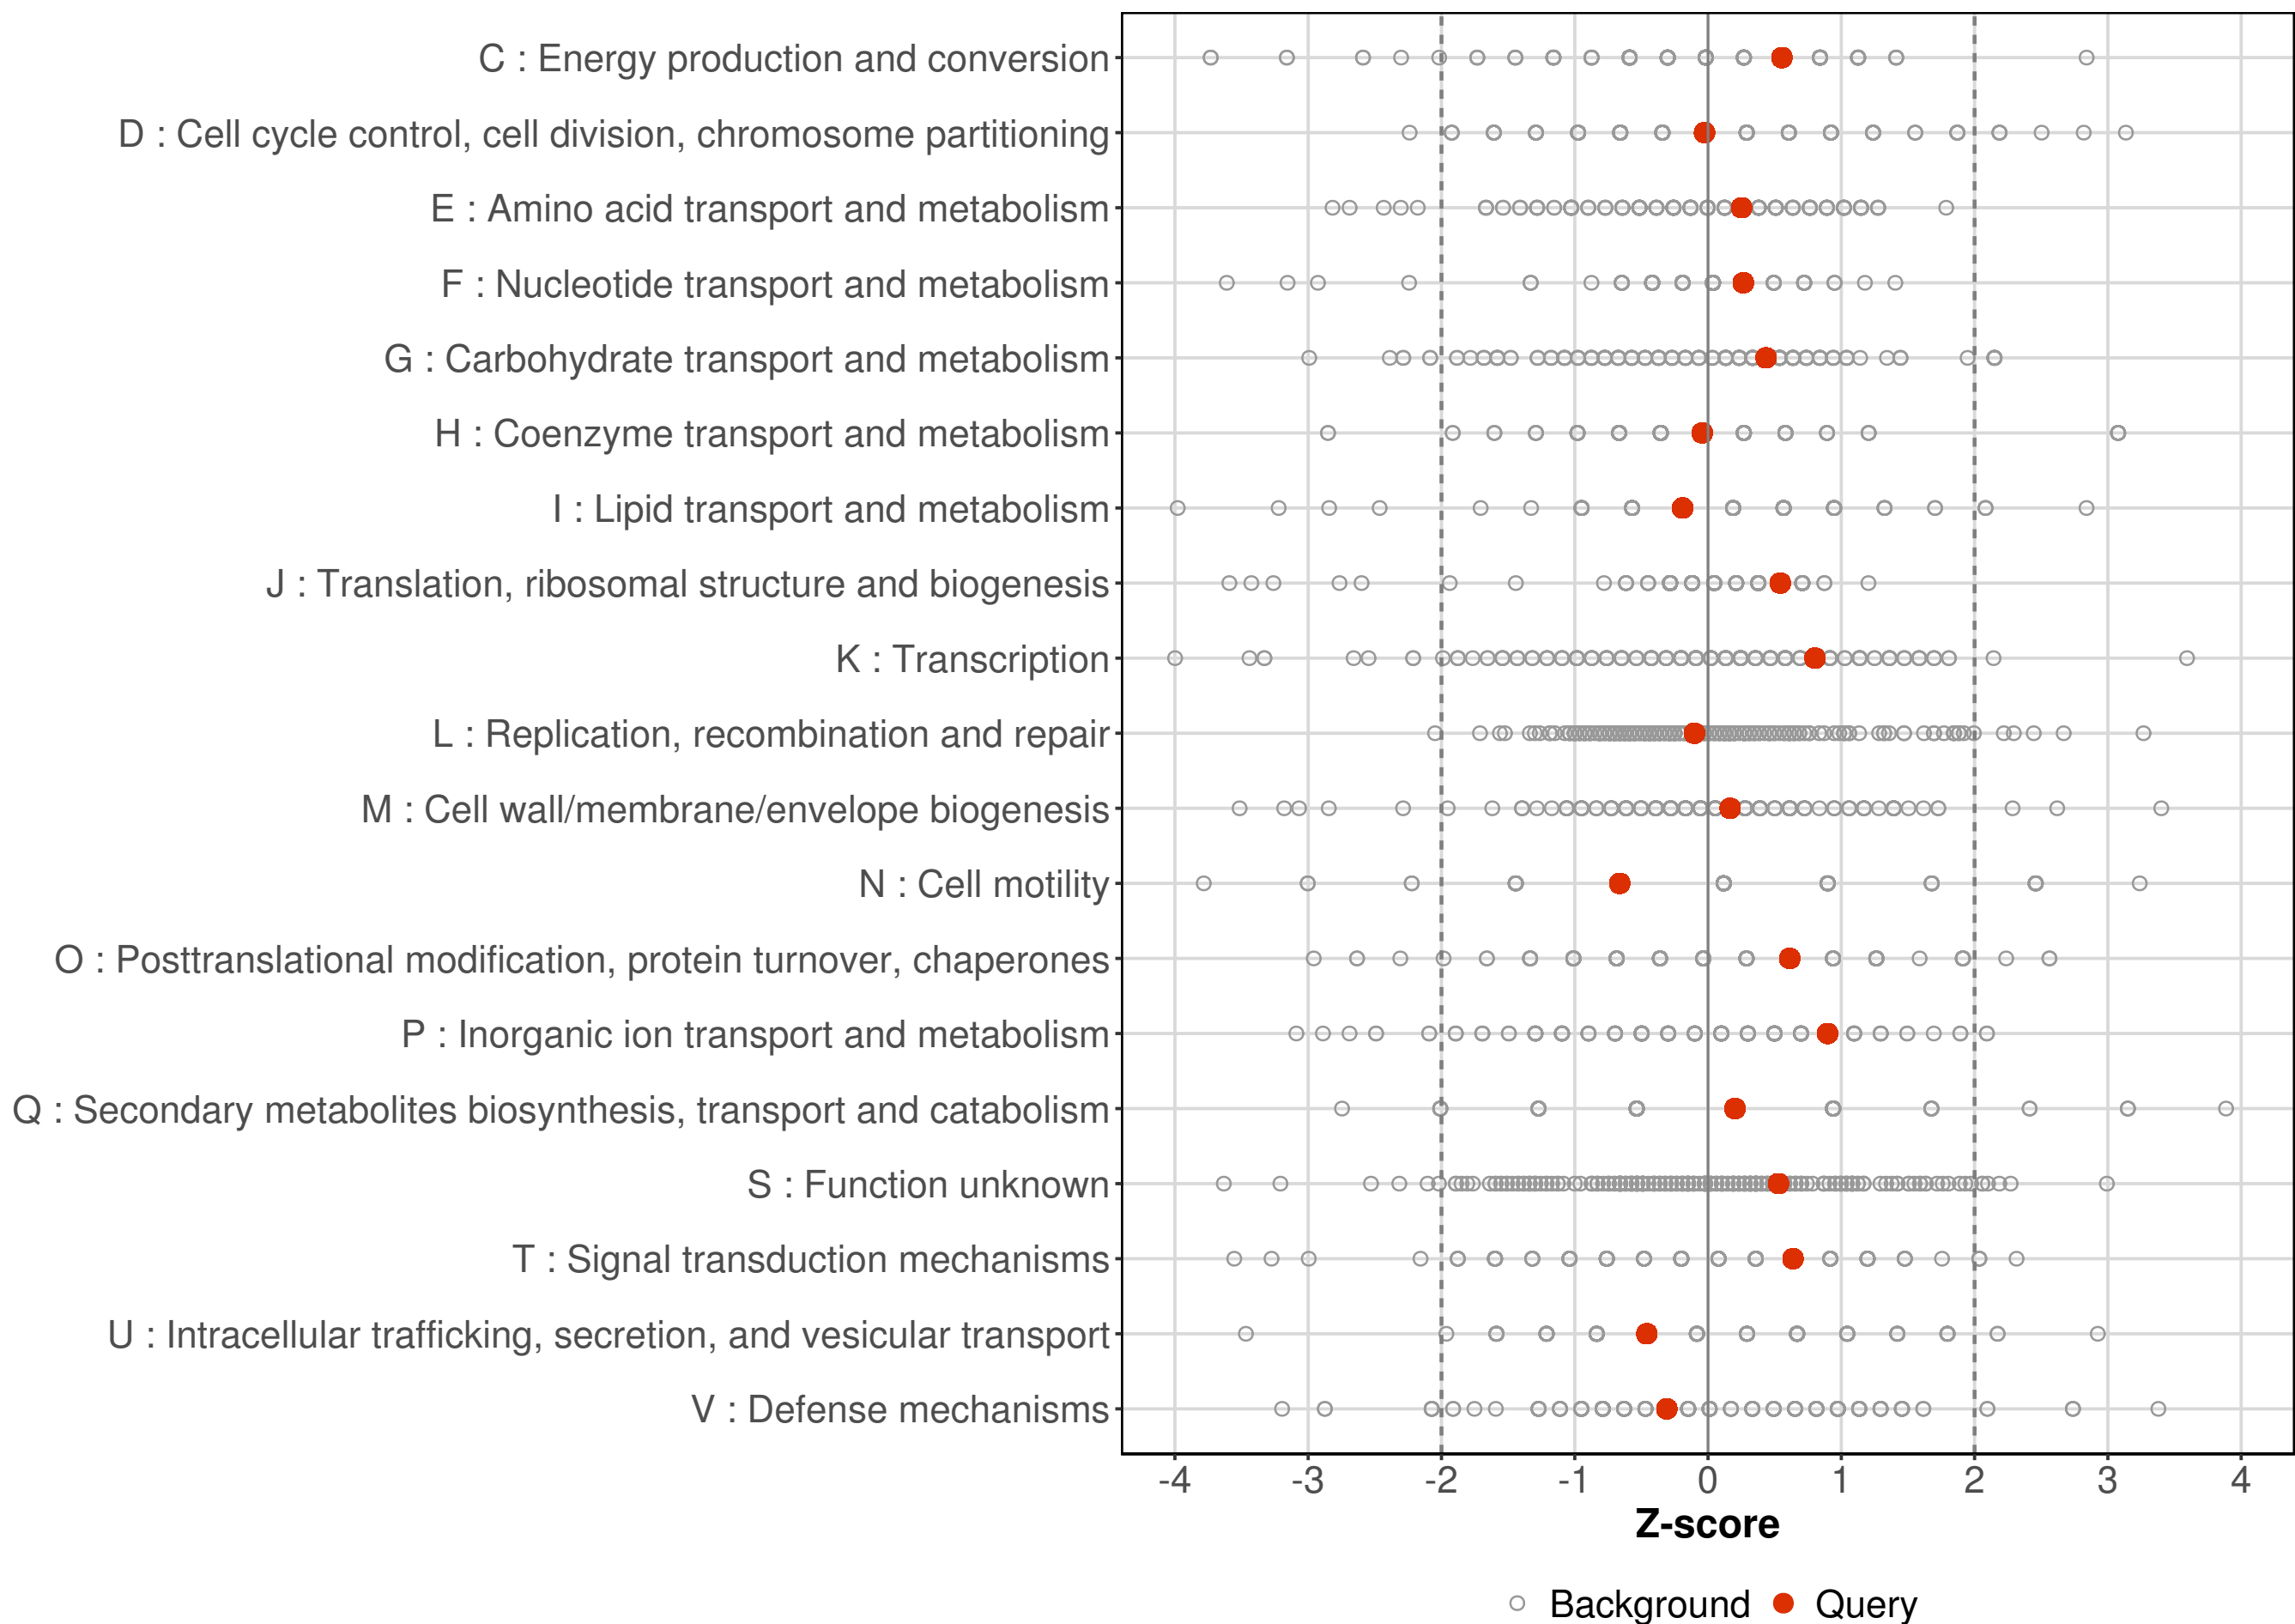 C : Energy production and conversion
D : Cell cycle control, cell division, chromosome partitioning
E : Amino acid transport and metabolism
F : Nucleotide transport and metabolism
G : Carbohydrate transport and metabolism
H : Coenzyme transport and metabolism
I : Lipid transport and metabolism
J : Translation, ribosomal structure and biogenesis
K : Transcription
L : Replication, recombination and repair
M : Cell wall/membrane/envelope biogenesis
N : Cell motility
O : Posttranslational modification, protein turnover, chaperones
P : Inorganic ion transport and metabolism
Q : Secondary metabolites biosynthesis, transport and catabolism
S : Function unknown
T : Signal transduction mechanisms
U : Intracellular trafficking, secretion, and vesicular transport
V : Defense mechanisms
-4 -3 -2 -1 0 1 2 3 4
Z-score
Background Query